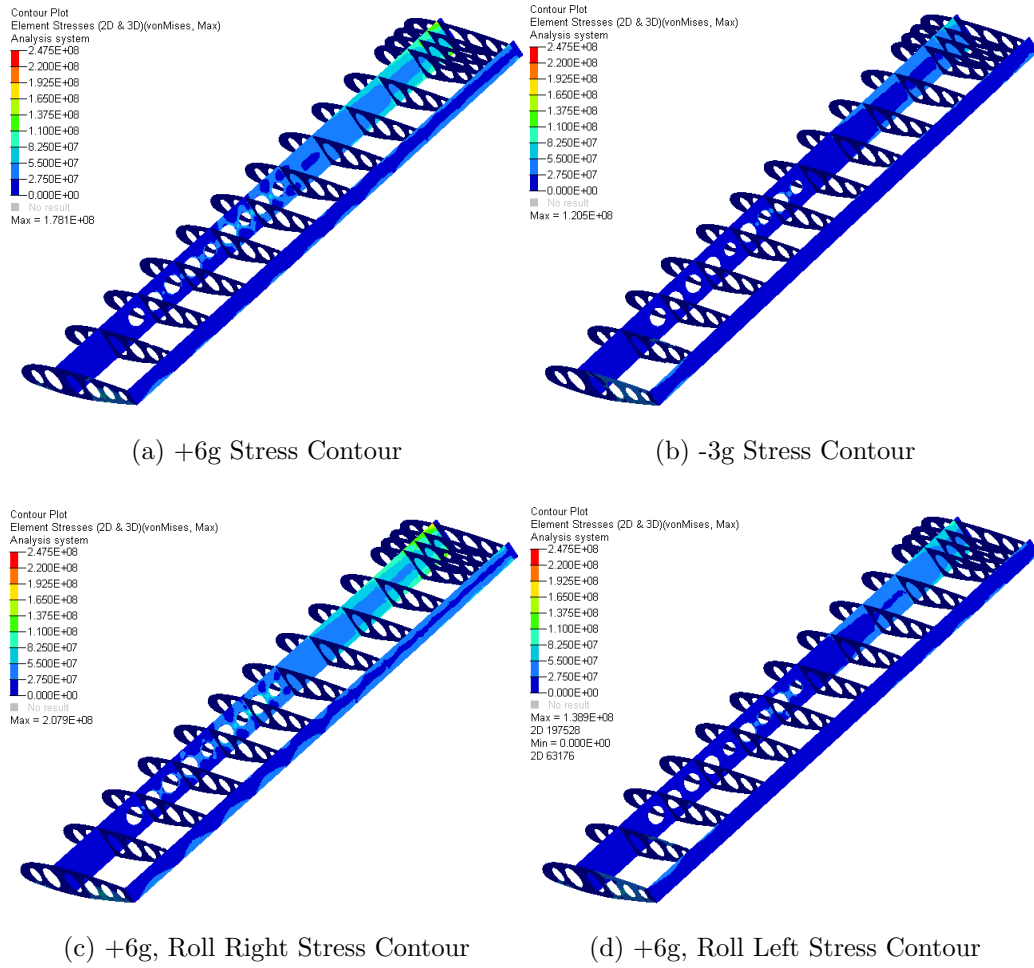 Contour Plot
Element Stresses (2D & 3D)(vonMises, Max)
Analysis system
2.475E+08
2.200E+08
1.925E+08
1.650E+08
1.375E+08
1.100E+08
8.250E+07
5.500E+07
2.750E+07
0.000E+00
No result
Max = 1.781E+08
(a) +6g Stress Contour
Contour Plot
Element Stresses (2D & 3D)(vonMises, Max)
Analysis system
2.475E+08
2.200E+08
1.925E+08
1.650E+08
1.375E+08
1.100E+08
8.250E+07
5.500E+07
2.750E+07
0.000E+00
No result
Max = 1.205E+08
(b) -3g Stress Contour
Contour Plot
Element Stresses (2D & 3D)(vonMises, Max)
Analysis system
2.475E+08
2.200E+08
1.925E+08
1.650E+08
1.375E+08
1.100E+08
8.250E+07
5.500E+07
2.750E+07
0.000E+00
No result
Max = 2.079E+08
(c) +6g, Roll Right Stress Contour
Contour Plot
Element Stresses (2D & 3D)(vonMises, Max)
Analysis system
2.475E+08
2.200E+08
1.925E+08
1.650E+08
1.375E+08
1.100E+08
8.250E+07
5.500E+07
2.750E+07
0.000E+00
No result
Max = 1.389E+08
2D 197528
Min = 0.000E+00
2D 63176
(d) +6g, Roll Left Stress Contour